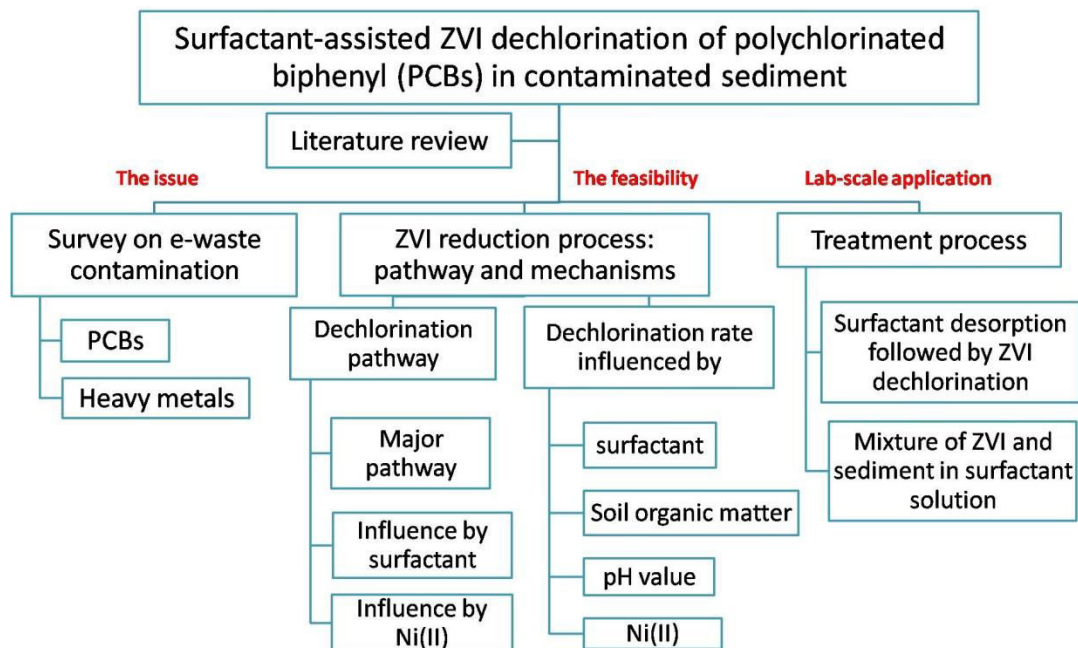 Surfactant-assisted ZVI dechlorination of polychlorinated
biphenyl (PCBs) in contaminated sediment
Literature review
The issue
The feasibility
Lab-scale application
Survey on e-waste
contamination
PCBs
Heavy metals
ZVI reduction process:
pathway and mechanisms
Dechlorination
pathway
Major
pathway
Influence by
surfactant
Influence by
Ni(II)
Dechlorination rate
influenced by
surfactant
Soil organic matter
pH value
Ni(II)
Treatment process
Surfactant desorption
followed by ZVI
dechlorination
Mixture of ZVI and
sediment in surfactant
solution